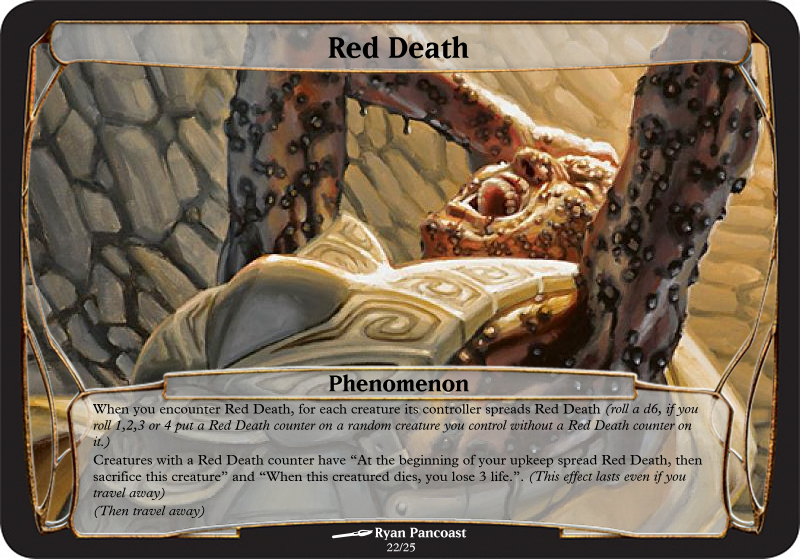 Red Death
Phenomenon
When you encounter Red Death, for each creature its controller spreads Red Death (roll a d6, if you
roll 1,2,3 or 4 put a Red Death counter on a random creature you control without a Red Death counter on
it.)
Creatures with a Red Death counter have “At the beginning of your upkeep spread Red Death, then
sacrifice this creature” and “When this creatured dies, you lose 3 life.”. (This effect lasts even if you
travel away)
(Then travel away)
Ryan Pancoast
22/25